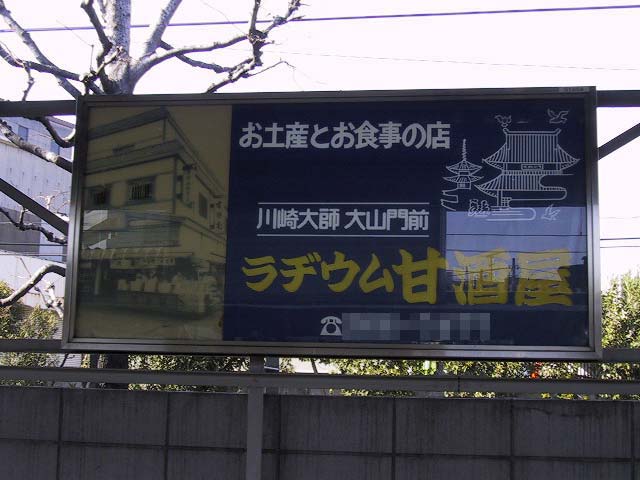 お土産とお食事の店
川崎大師 大山門前
ラヂウム甘酒屋